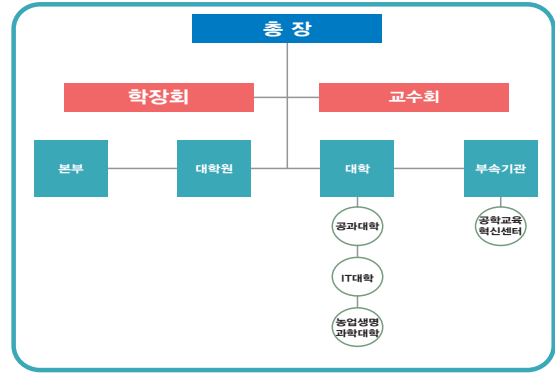 총 장
학장회
교수회
본부
대학원
대학
부속기관
공과대학
공학교육
혁신센터
IT대학
농업생명
과학대학